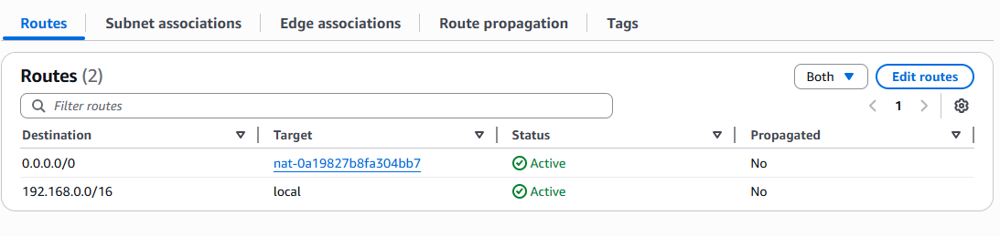 Routes Subnet associations Edge associations Route propagation Tags
Routes (2) Both Edit routes
Filter routes 1
Destination Target Status Propagated
0.0.0.0/0 nat-0a19827b8fa304bb7 Active No
192.168.0.0/16 local Active No